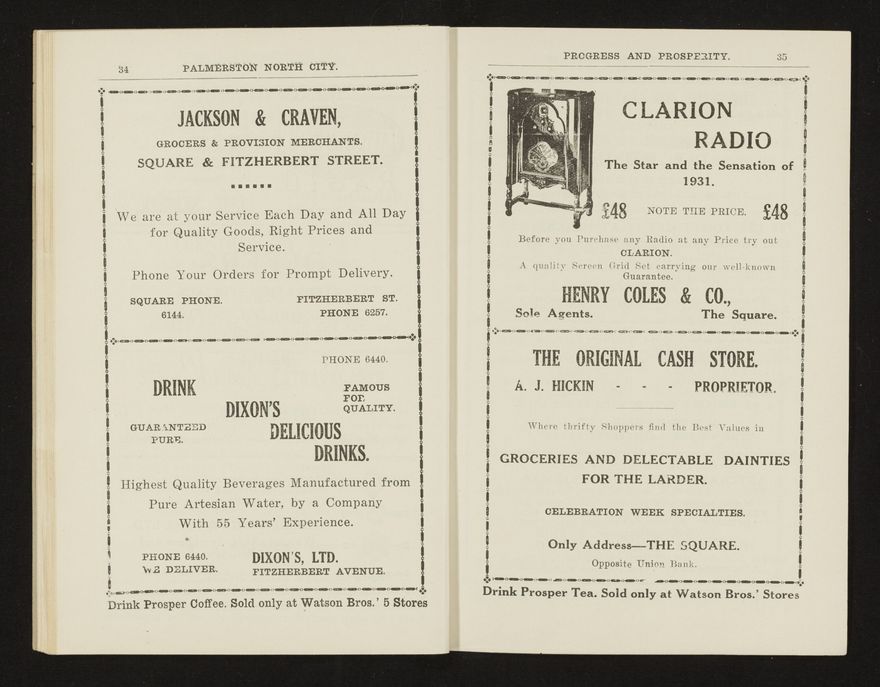 34 PALMERSTON NORTH CITY.
JACKSON & CRAVEN,
GROCERS & PROVISION MERCHANTS.
SQUARE & FITZHERBERT STREET.
We are at your Service Each Day and All Day
for Quality Goods, Right Prices and
Service.
Phone Your Orders for Prompt Delivery.
SQUARE PHONE. FITZHERBERT ST.
6144. PHONE 6257.
PHONE 6440.
DRINK FAMOUS
FOR
DIXON'S QUALITY.
GUARANTEED DELICIOUS
PURE.
DRINKS.
Highest Quality Beverages Manufactured from
Pure Artesian Water, by a Company
With 55 Years' Experience.
PHONE 6440. DIXON'S, LTD.
WE DELIVER. FITZHERBERT AVENUE.
Drink Prosper Coffee. Sold only at Watson Bros.' 5 Stores
PROGRESS AND PROSPERITY. 35
CLARION
RADIO
The Star and the Sensation of
1931.
£48 NOTE THE PRICE. £48
Before you Purchase any Radio at any Price try out
CLARION.
A quality Screen Grid Set carrying our well-known
Guarantee.
HENRY COLES & CO.,
Sole Agents. The Square.
THE ORIGINAL CASH STORE.
A. J. HICKIN - - - PROPRIETOR.
Where thrifty Shoppers find the Best Values in
GROCERIES AND DELECTABLE DAINTIES
FOR THE LARDER.
CELEBRATION WEEK SPECIALTIES.
Only Address—THE SQUARE.
Opposite Union Bank.
Drink Prosper Tea. Sold only at Watson Bros.' Stores